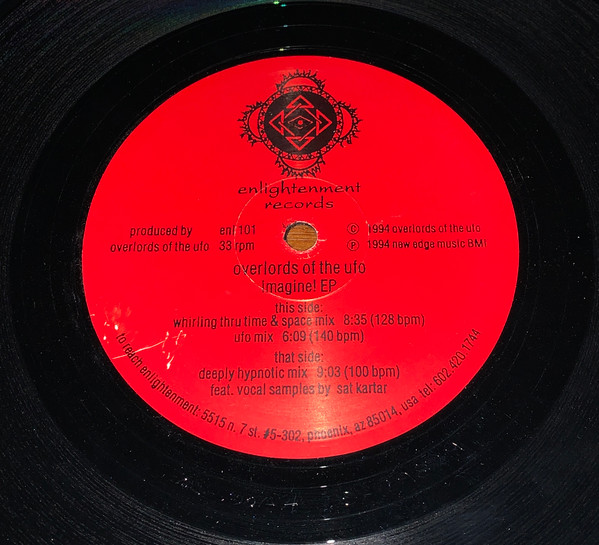 enlightenment
records
produced by enl 101 © 1994 overlords of the ufo
overlords of the ufo 33 rpm ℗ 1994 new edge music BMI
overlords of the ufo
Imagine! EP
this side:
whirling thru time & space mix 8:35 (128 bpm)
ufo mix 6:09 (140 bpm)
that side:
deeply hypnotic mix 9:03 (100 bpm)
feat. vocal samples by sat kartar
to reach enlightenment: 5515 n. 7 st. #5-302, phoenix, az 85014, usa tel: 602.420.1744